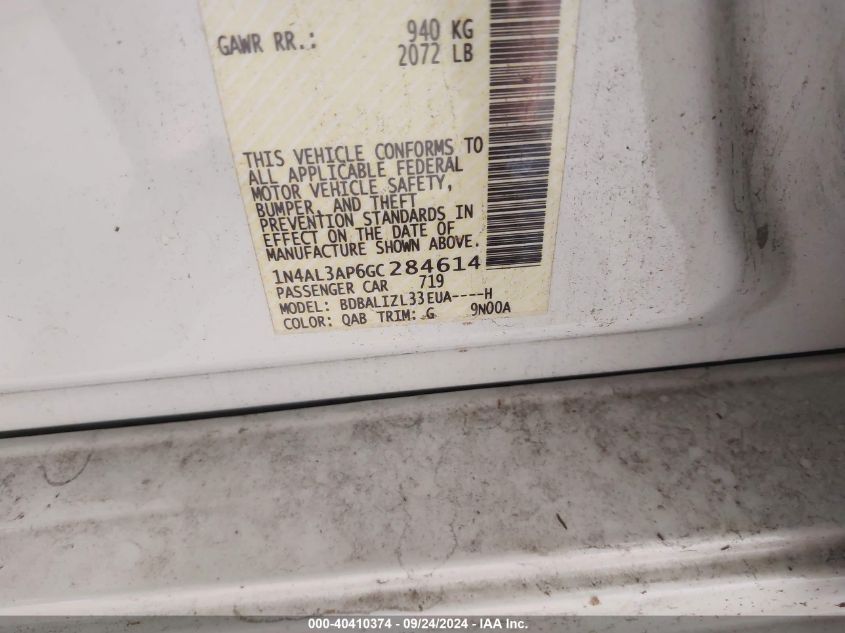 GAWR RR.: 940 KG
2072 LB
THIS VEHICLE CONFORMS TO
ALL APPLICABLE FEDERAL
MOTOR VEHICLE SAFETY,
BUMPER, AND THEFT
PREVENTION STANDARDS IN
EFFECT ON THE DATE OF
MANUFACTURE SHOWN ABOVE.
1N4AL3AP6GC284614
PASSENGER CAR 719
MODEL: BDBALIZL33EUA----H
COLOR: QAB TRIM: G 9N00A
000-40410374 - 09/24/2024 - IAA Inc.